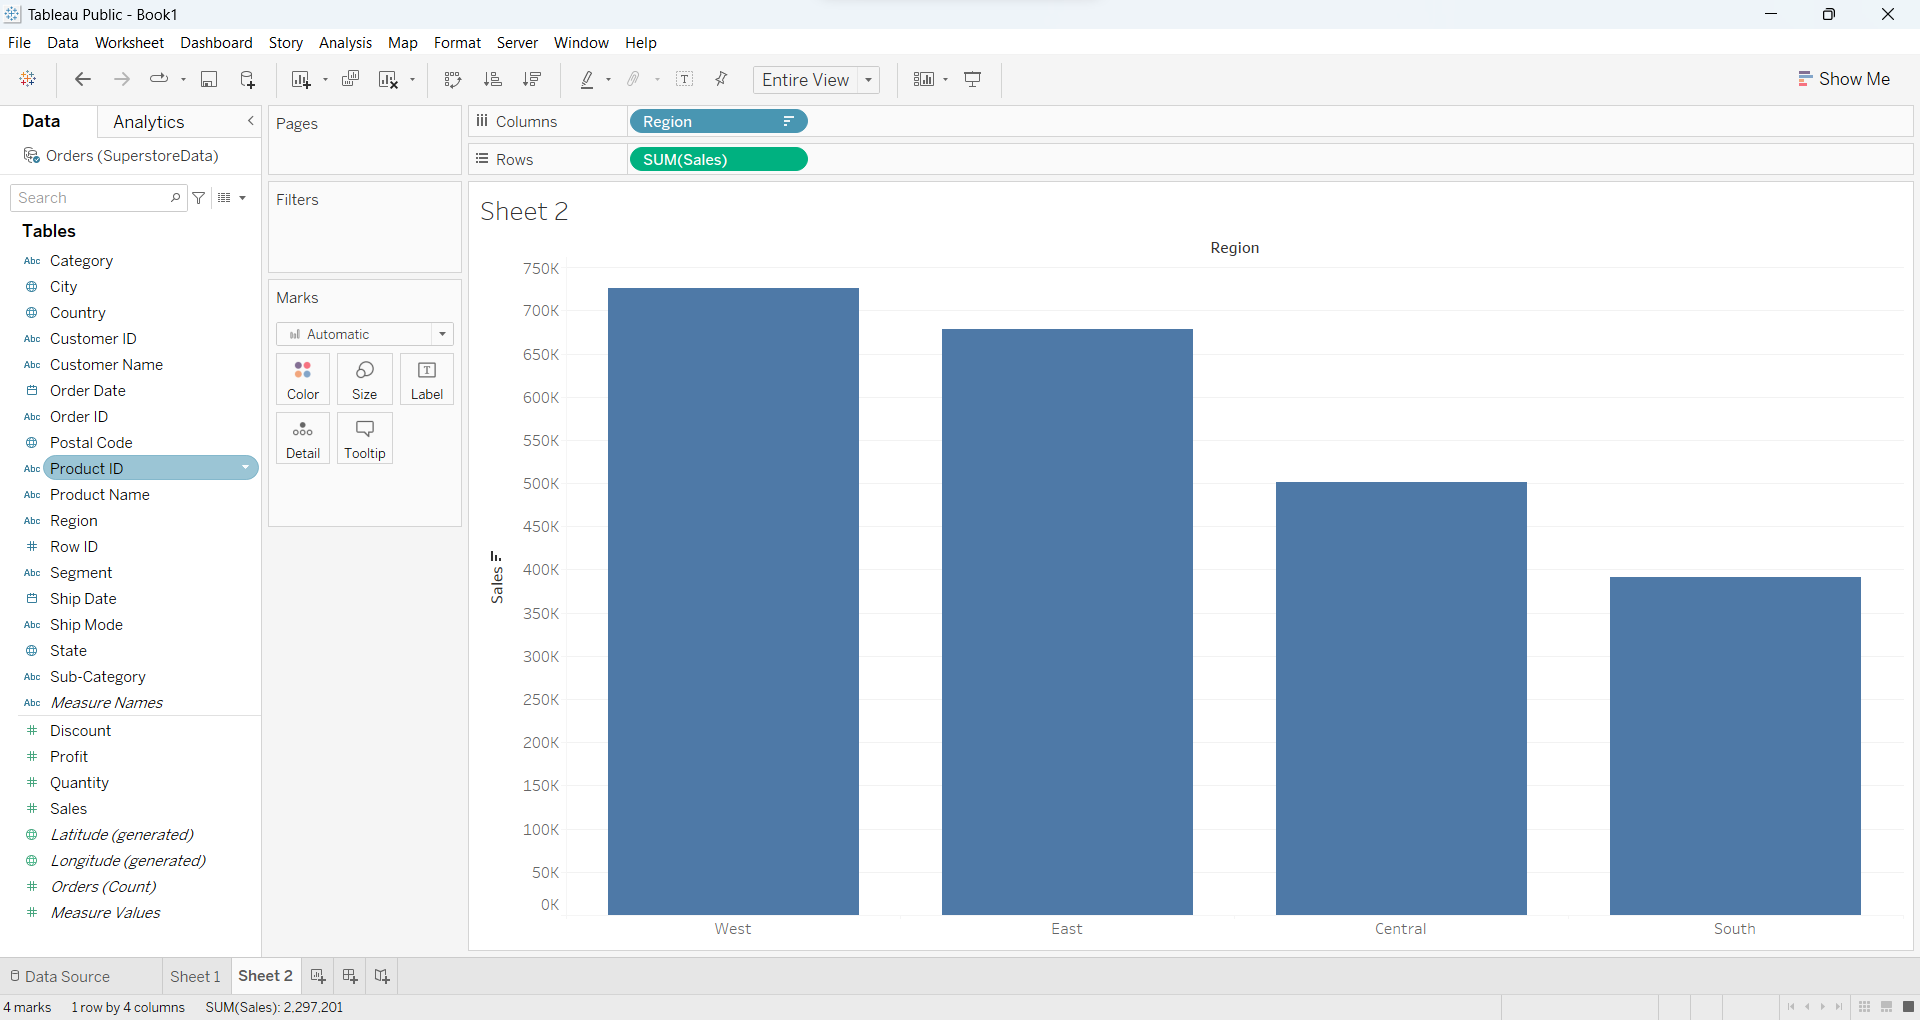 Tableau Public - Book1
File Data Worksheet Dashboard Story Analysis Map Format Server Window Help
Entire View
Show Me
Data Analytics
Orders (SuperstoreData)
Search
Tables
Abc Category
City
Country
Abc Customer ID
Abc Customer Name
Order Date
Abc Order ID
Postal Code
Abc Product ID
Abc Product Name
Abc Region
# Row ID
Abc Segment
Ship Date
Abc Ship Mode
State
Abc Sub-Category
Abc Measure Names
# Discount
# Profit
# Quantity
# Sales
Latitude (generated)
Longitude (generated)
# Orders (Count)
# Measure Values
Pages
Filters
Marks
Automatic
Color Size Label
Detail Tooltip
Columns Region
Rows SUM(Sales)
Sheet 2
Region
Sales
750K
700K
650K
600K
550K
500K
450K
400K
350K
300K
250K
200K
150K
100K
50K
0K
West East Central South
Data Source Sheet 1 Sheet 2
4 marks 1 row by 4 columns SUM(Sales): 2,297,201